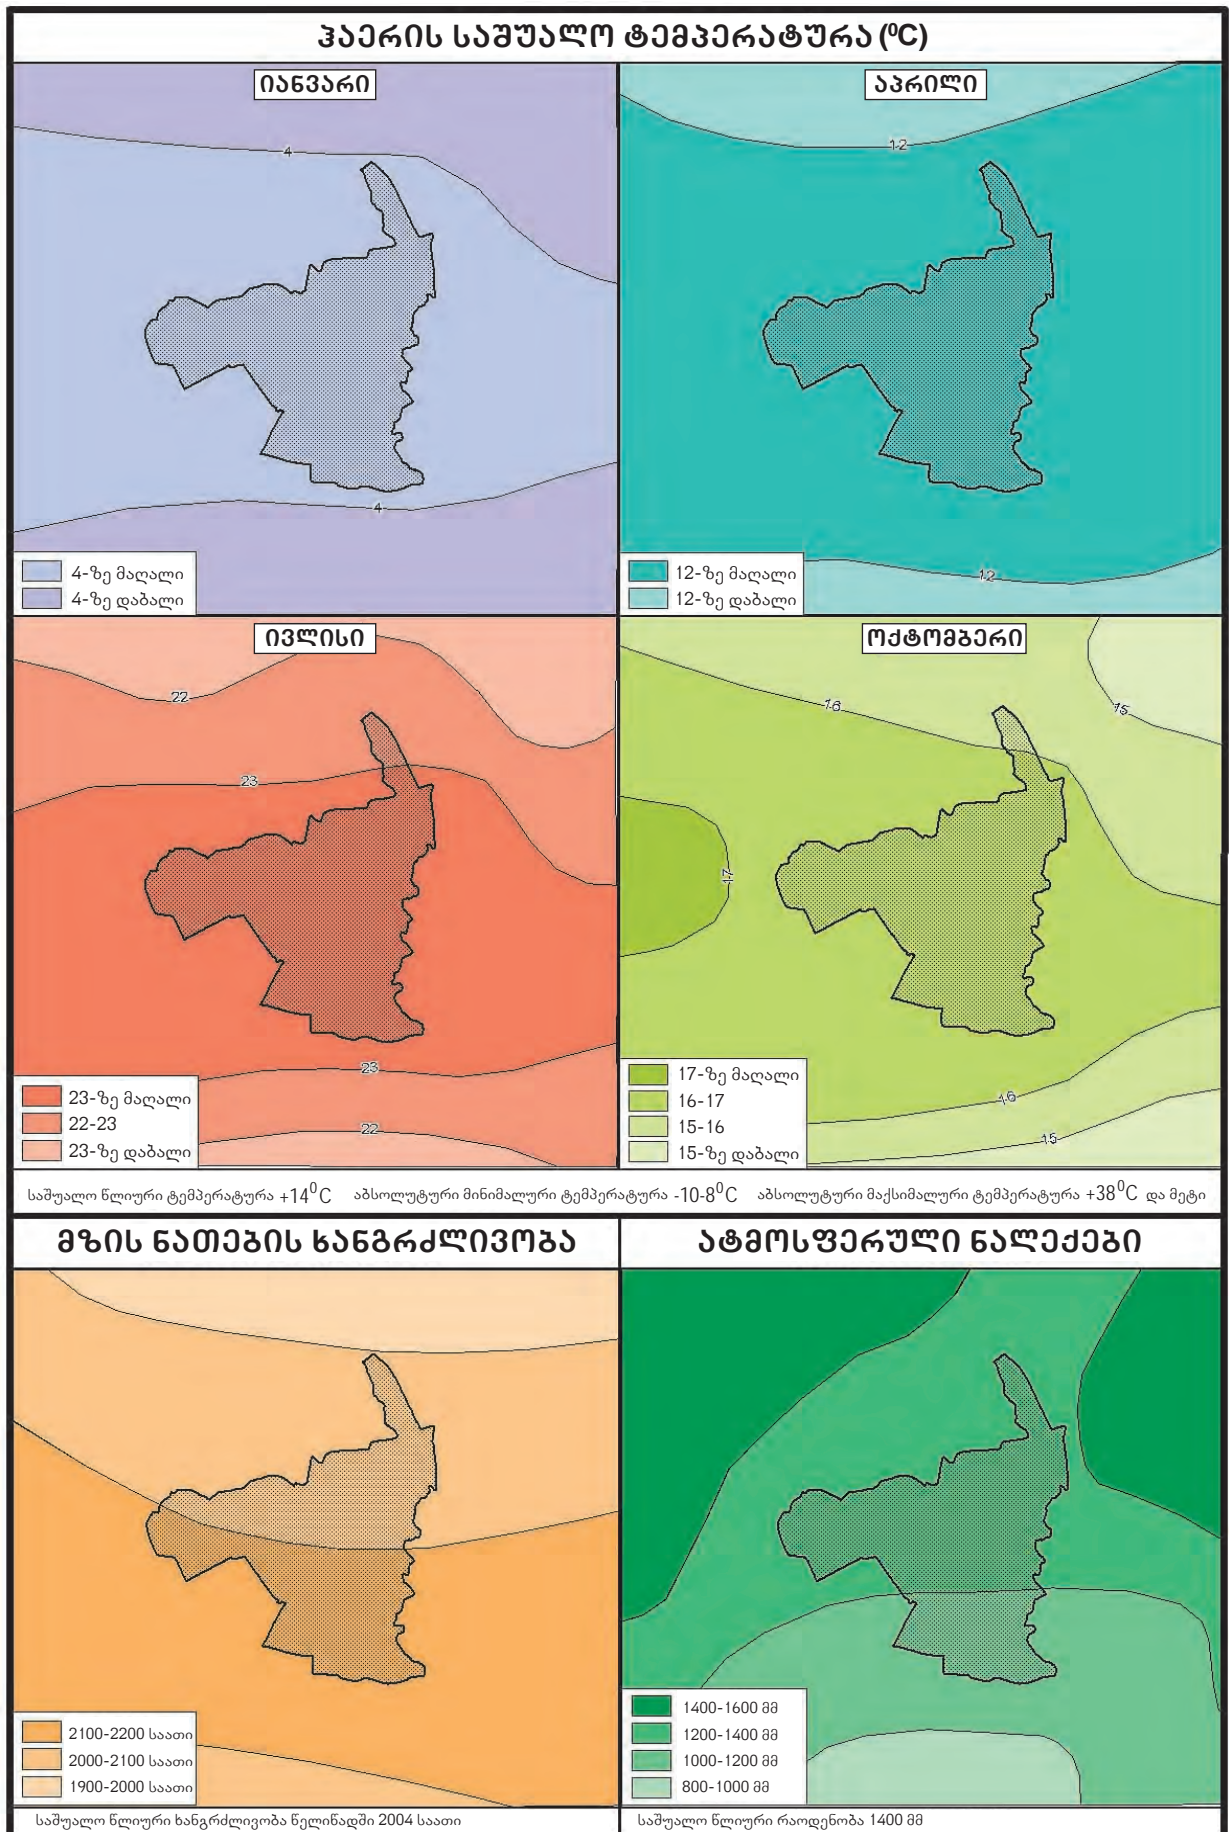 ჰაერის საშუალო ტემპერატურა (⁰C)
იანვარი
აპრილი
4
12
4
12
4-ზე მაღალი
4-ზე დაბალი
12-ზე მაღალი
12-ზე დაბალი
ივლისი
ოქტომბერი
22
16
15
23
17
23
22
16
15
23-ზე მაღალი
22-23
23-ზე დაბალი
17-ზე მაღალი
16-17
15-16
15-ზე დაბალი
საშუალო წლიური ტემპერატურა +14⁰C აბსოლუტური მინიმალური ტემპერატურა -10-8⁰C აბსოლუტური მაქსიმალური ტემპერატურა +38⁰C და მეტი
მზის ნათების ხანგრძლივობა
ატმოსფერული ნალექები
2100-2200 საათი
2000-2100 საათი
1900-2000 საათი
1400-1600 მმ
1200-1400 მმ
1000-1200 მმ
800-1000 მმ
საშუალო წლიური ხანგრძლივობა წელიწადში 2004 საათი
საშუალო წლიური რაოდენობა 1400 მმ